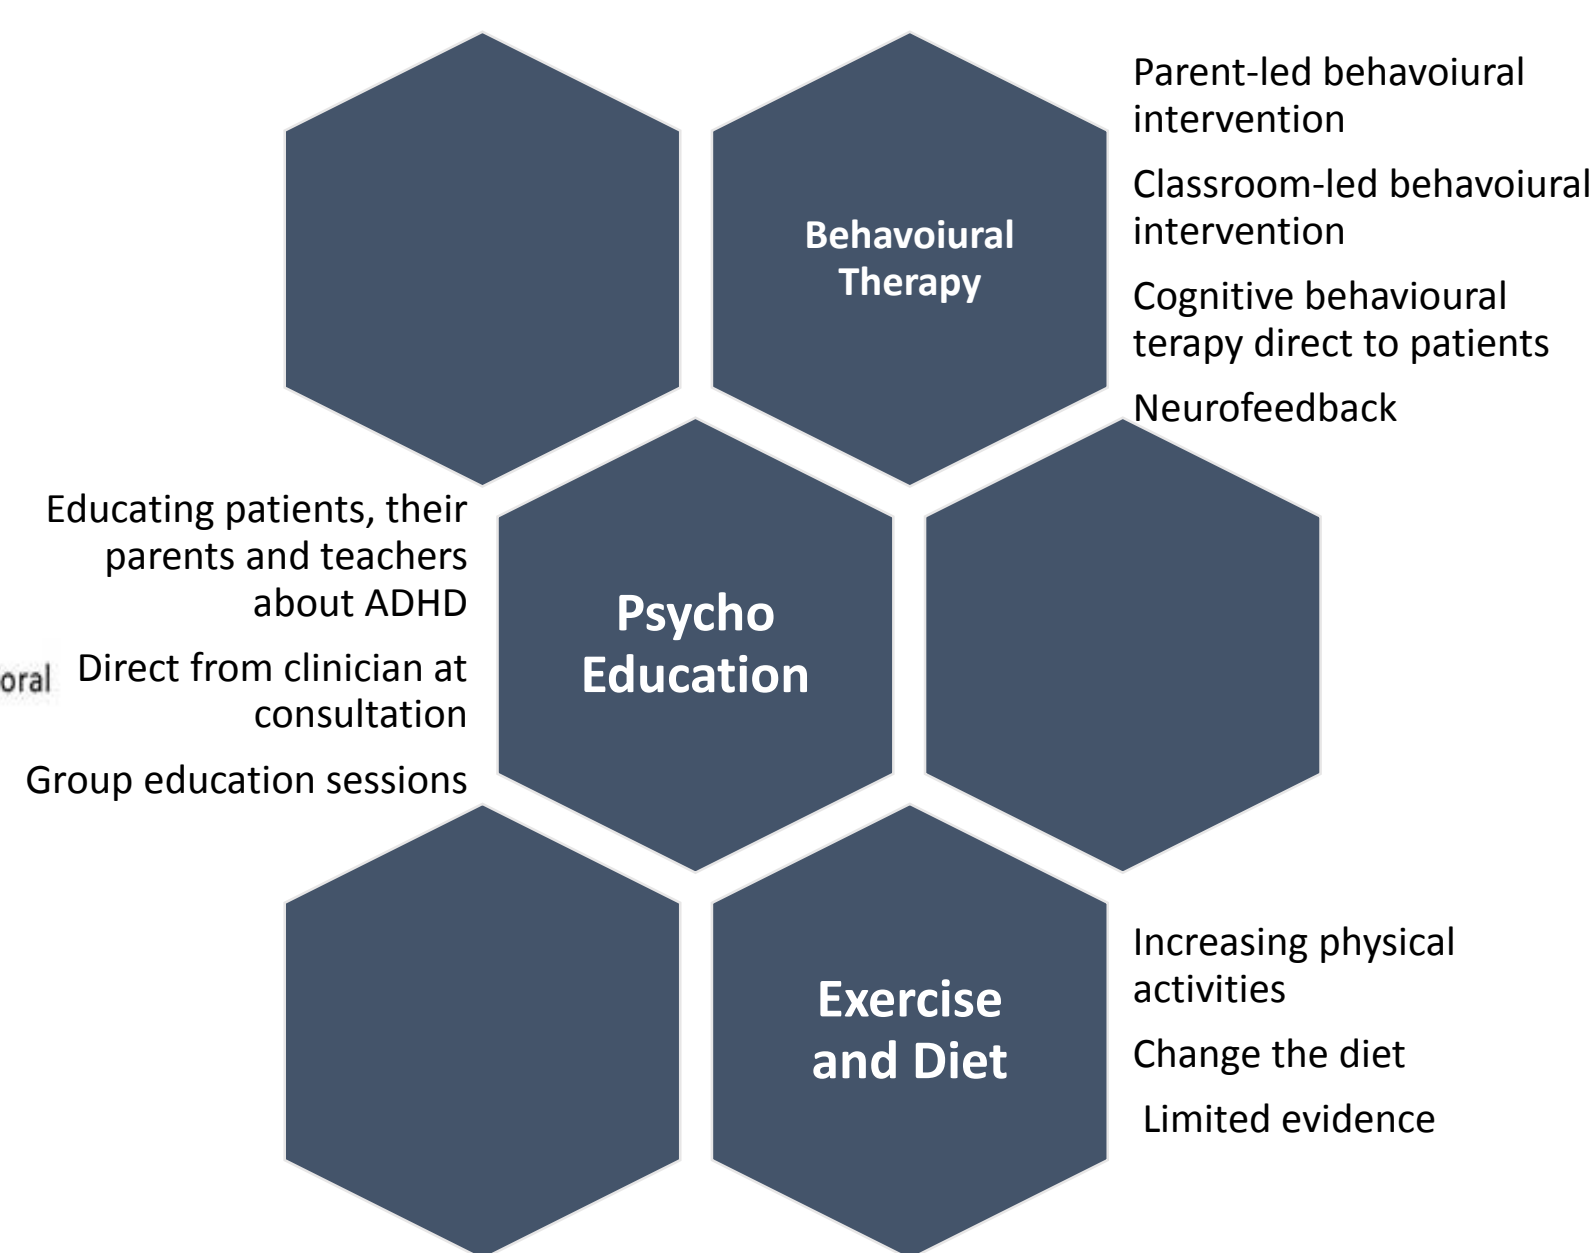 Parent-led behavoiural
intervention
Classroom-led behavoiural
intervention
Cognitive behavioural
terapy direct to patients
Neurofeedback
Behavoiural
Therapy
Educating patients, their
parents and teachers
about ADHD
Direct from clinician at
consultation
Group education sessions
oral
Psycho
Education
Exercise
and Diet
Increasing physical
activities
Change the diet
Limited evidence